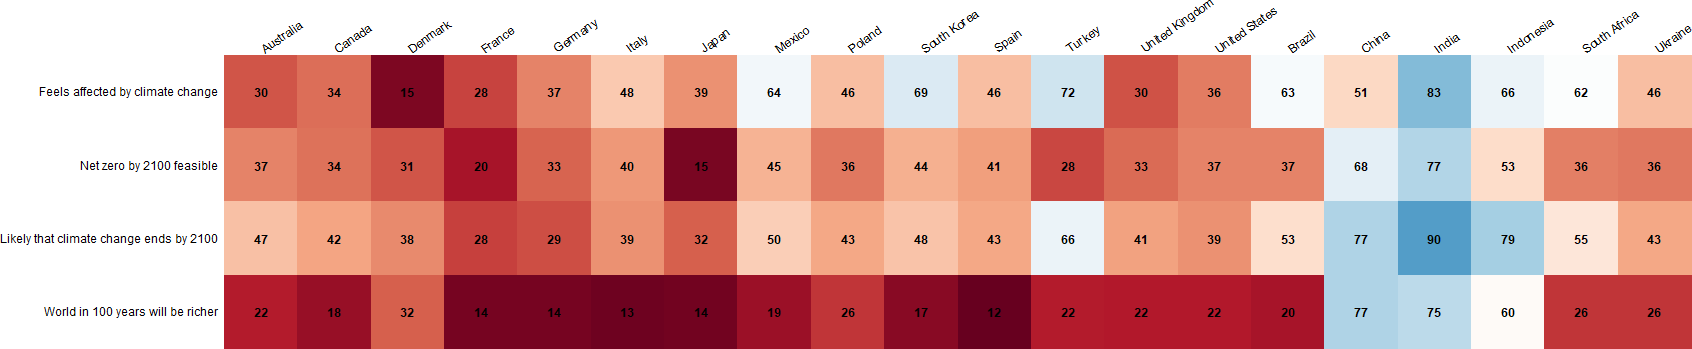 Australia Canada Denmark France Germany Italy Japan Mexico Poland South Korea Spain Turkey United Kingdom United States Brazil China India Indonesia South Africa Ukraine
Feels affected by climate change 30 34 15 28 37 48 39 64 46 69 46 72 30 36 63 51 83 66 62 46
Net zero by 2100 feasible 37 34 31 20 33 40 15 45 36 44 41 28 33 37 37 68 77 53 36 36
Likely that climate change ends by 2100 47 42 38 28 29 39 32 50 43 48 43 66 41 39 53 77 90 79 55 43
World in 100 years will be richer 22 18 32 14 14 13 14 19 26 17 12 22 22 22 20 77 75 60 26 26